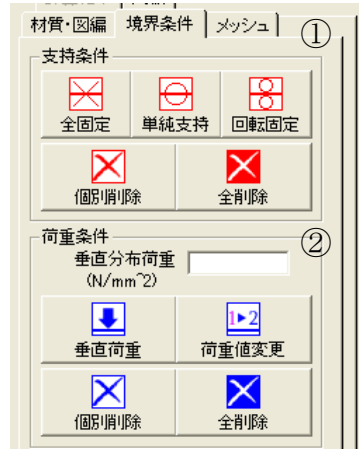 材質・図編 境界条件 メッシュ ①
支持条件
全固定 単純支持 回転固定
個別削除 全削除
荷重条件 ②
垂直分布荷重
(N/mm^2)
1▶2
垂直荷重 荷重値変更
個別削除 全削除